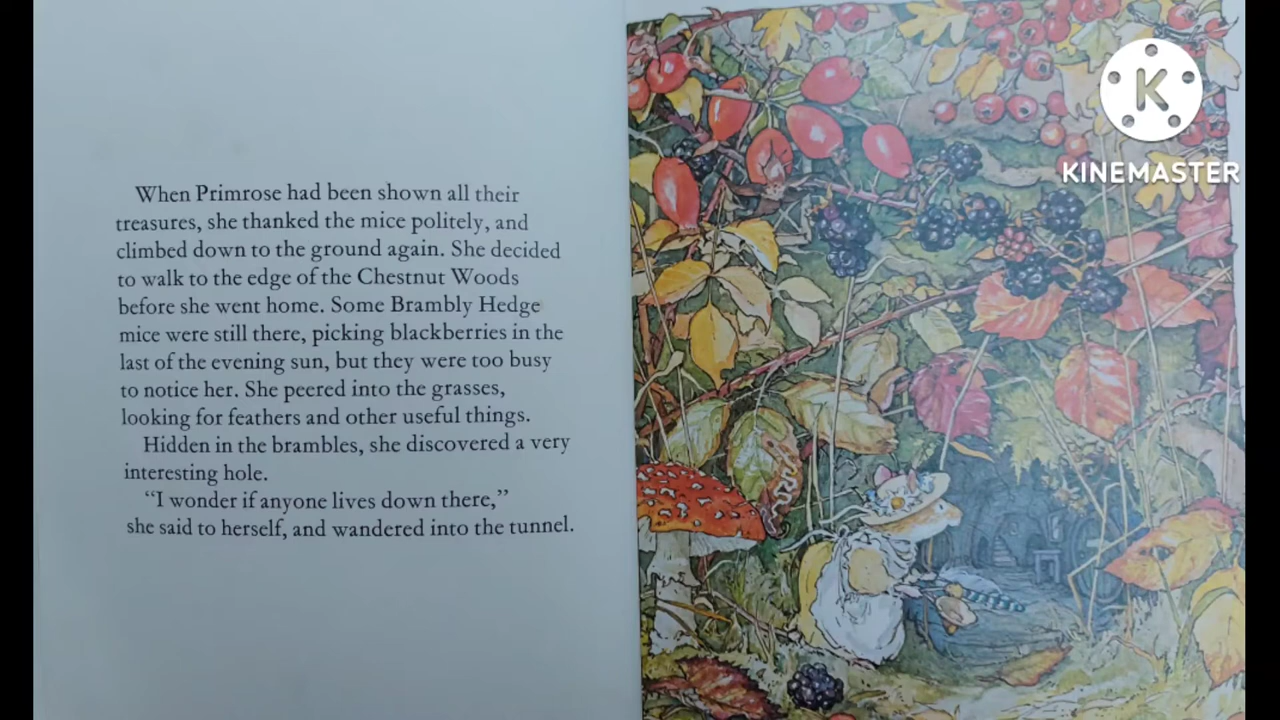 When Primrose had been shown all their
treasures, she thanked the mice politely, and
climbed down to the ground again. She decided
to walk to the edge of the Chestnut Woods
before she went home. Some Brambly Hedge
mice were still there, picking blackberries in the
last of the evening sun, but they were too busy
to notice her. She peered into the grasses,
looking for feathers and other useful things.
Hidden in the brambles, she discovered a very
interesting hole.
“I wonder if anyone lives down there,”
she said to herself, and wandered into the tunnel.
K
KINEMASTER